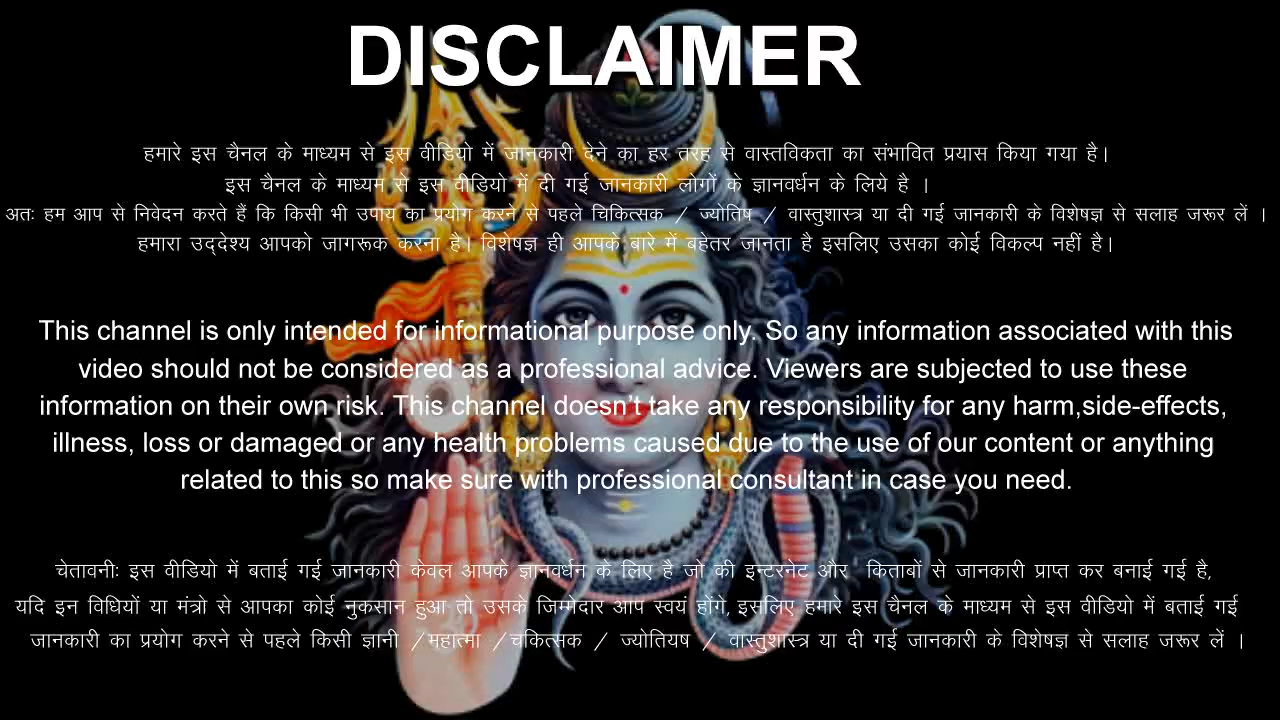 DISCLAIMER
हमारे इस चैनल के माध्यम से इस वीडियो में जानकारी देने का हर तरह से वास्तविकता का संभावित प्रयास किया गया है।
इस चैनल के माध्यम से इस वीडियो में दी गई जानकारी लोगों के ज्ञानवर्धन के लिये है ।
अतः हम आप से निवेदन करते हैं कि किसी भी उपाय का प्रयोग करने से पहले चिकित्सक / ज्योतिष / वास्तुशास्त्र या दी गई जानकारी के विशेषज्ञ से सलाह जरूर लें ।
हमारा उद्देश्य आपको जागरूक करना है। विशेषज्ञ ही आपके बारे में बहेतर जानता है इसलिए उसका कोई विकल्प नहीं है।
This channel is only intended for informational purpose only. So any information associated with this
video should not be considered as a professional advice. Viewers are subjected to use these
information on their own risk. This channel doesn't take any responsibility for any harm,side-effects,
illness, loss or damaged or any health problems caused due to the use of our content or anything
related to this so make sure with professional consultant in case you need.
चेतावनीः इस वीडियो में बताई गई जानकारी केवल आपके ज्ञानवर्धन के लिए है जो की इन्टरनेट और किताबों से जानकारी प्राप्त कर बनाई गई है,
यदि इन विधियों या मंत्रो से आपका कोई नुकसान हुआ तो उसके जिम्मेदार आप स्वयं होंगे, इसलिए हमारे इस चैनल के माध्यम से इस वीडियो में बताई गई
जानकारी का प्रयोग करने से पहले किसी ज्ञानी /महात्मा /चकित्सक / ज्योतियष / वास्तुशास्त्र या दी गई जानकारी के विशेषज्ञ से सलाह जरूर लें ।